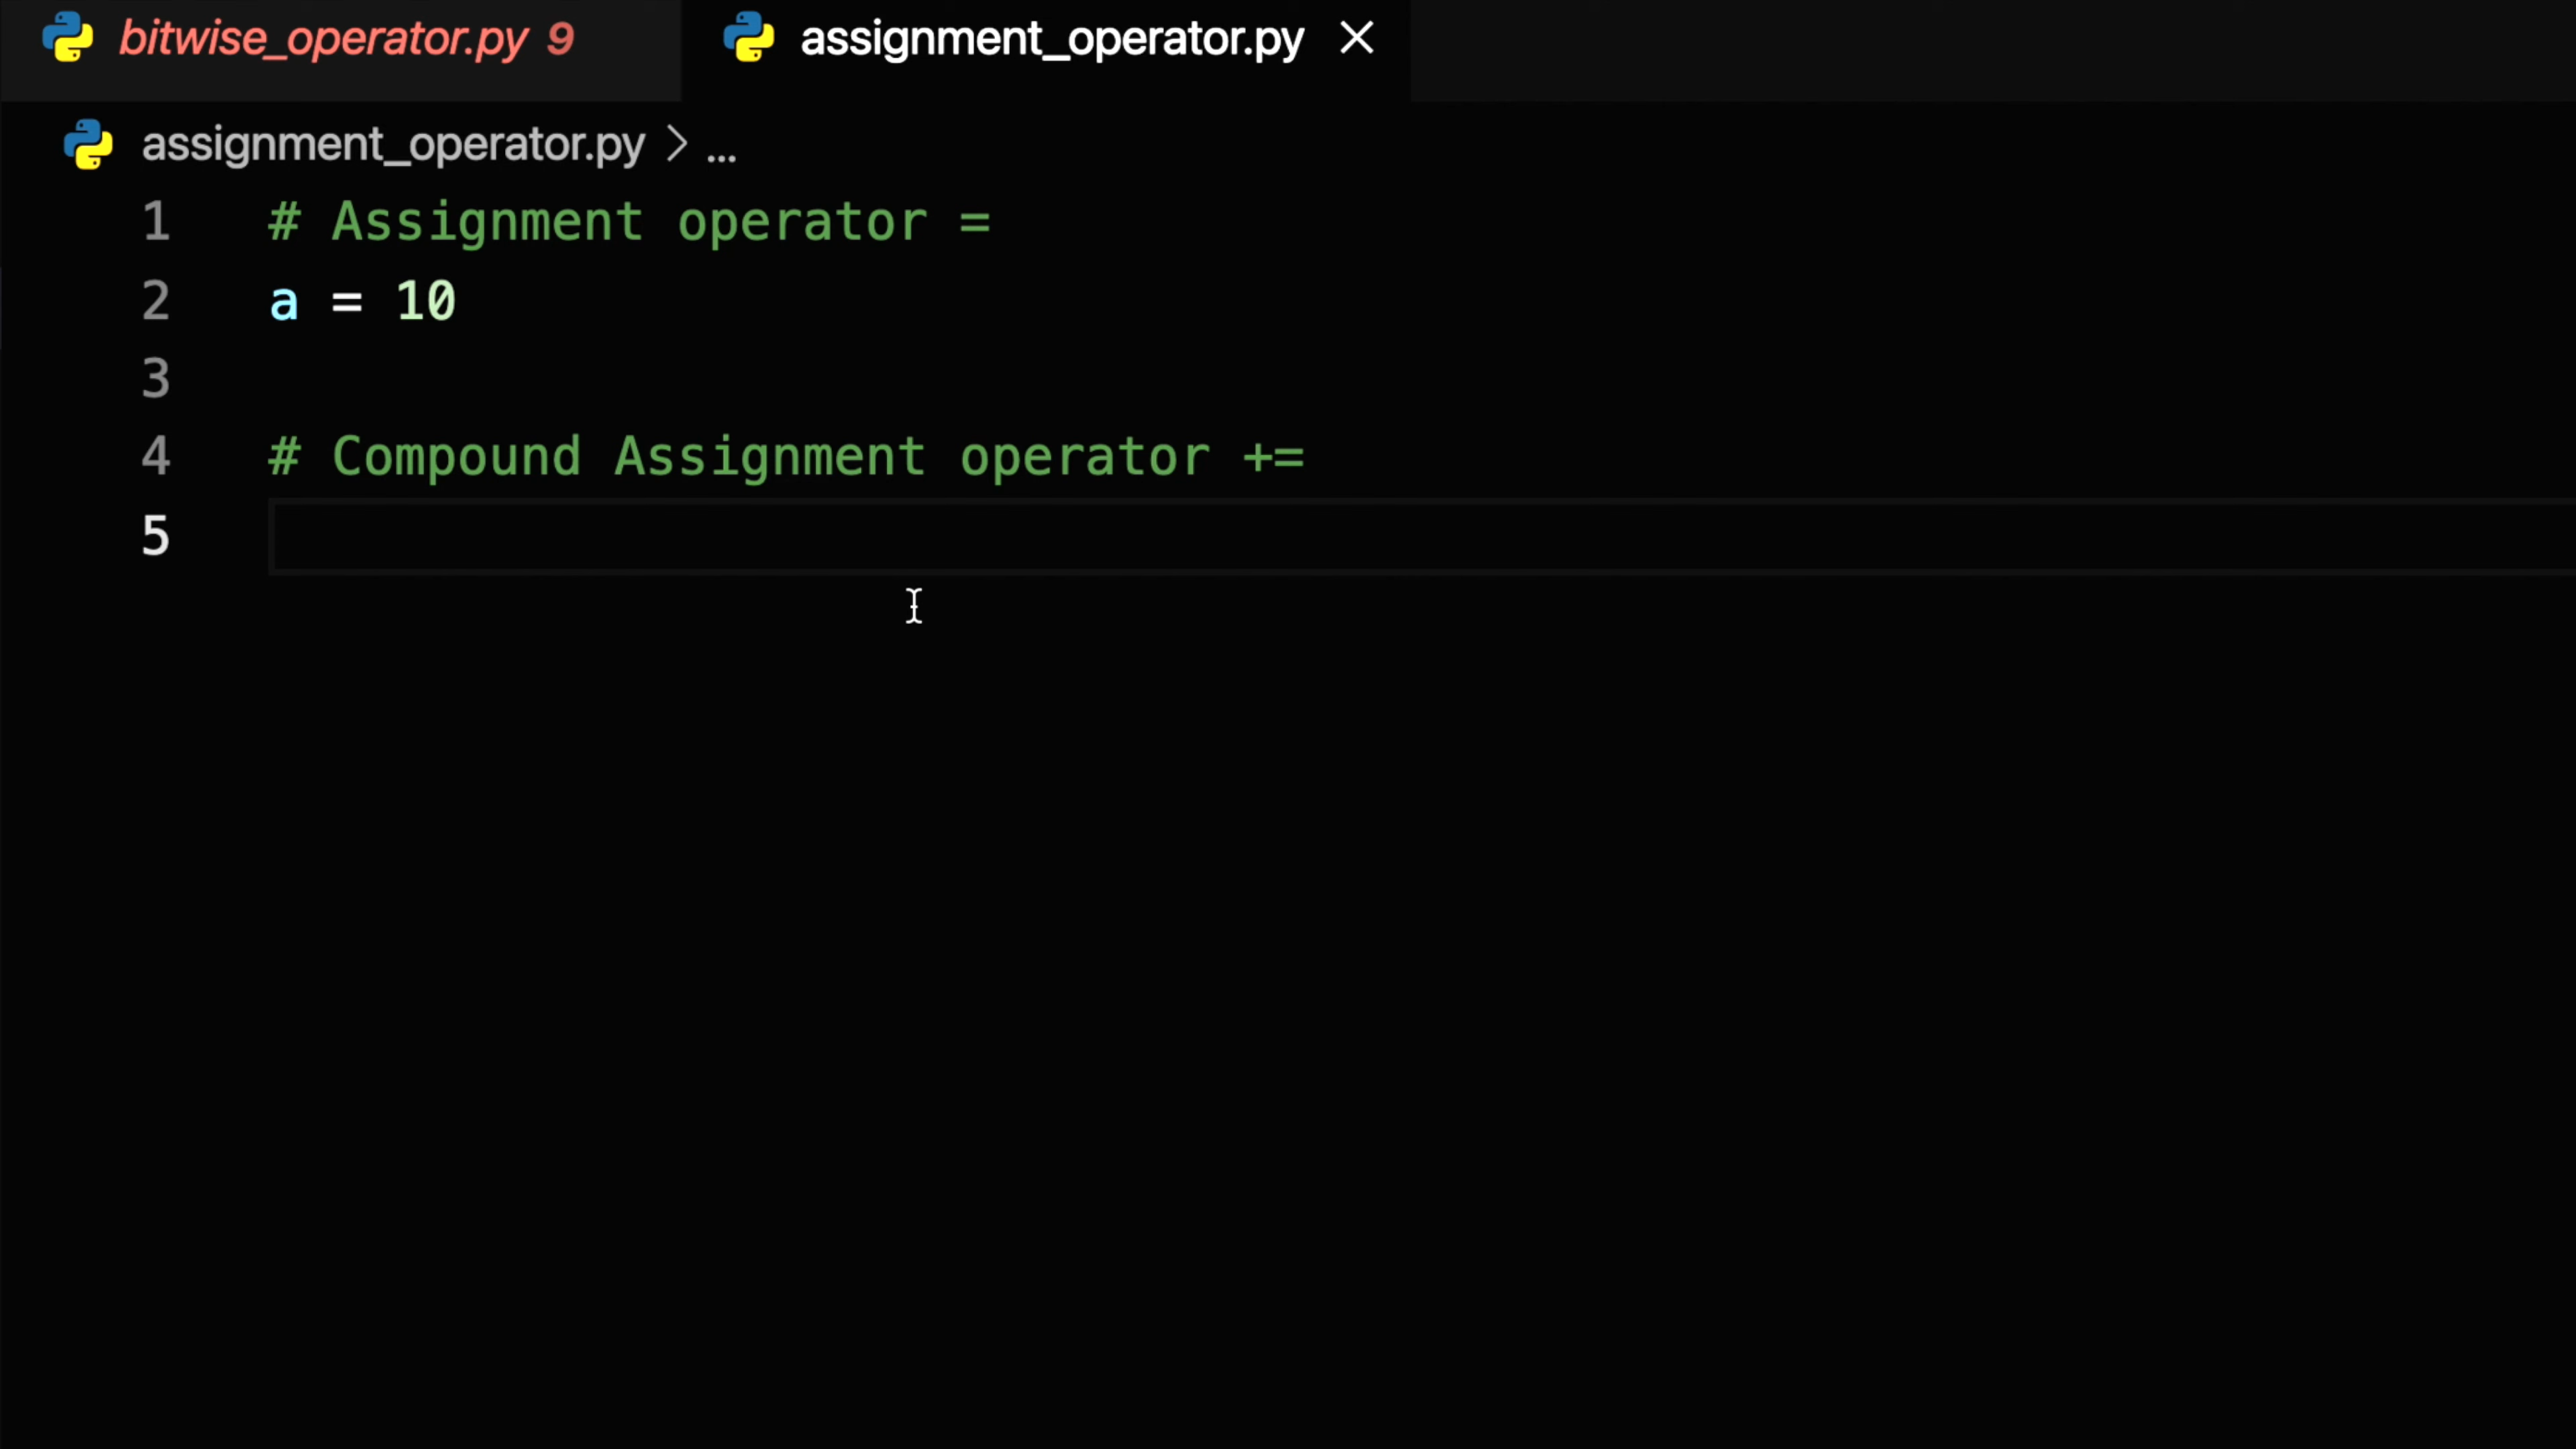 bitwise_operator.py 9 assignment_operator.py
assignment_operator.py > ...
1 # Assignment operator =
2 a = 10
3
4 # Compound Assignment operator +=
5